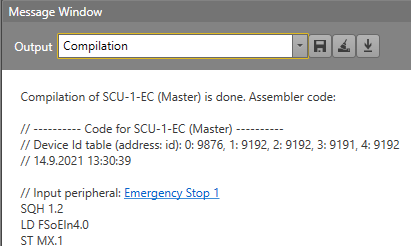 Message Window
Output Compilation
Compilation of SCU-1-EC (Master) is done. Assembler code:
// ---------- Code for SCU-1-EC (Master) ----------
// Device Id table (address: id): 0: 9876, 1: 9192, 2: 9192, 3: 9191, 4: 9192
// 14.9.2021 13:30:39
// Input peripheral: Emergency Stop 1
SQH 1.2
LD FSoEIn4.0
ST MX.1